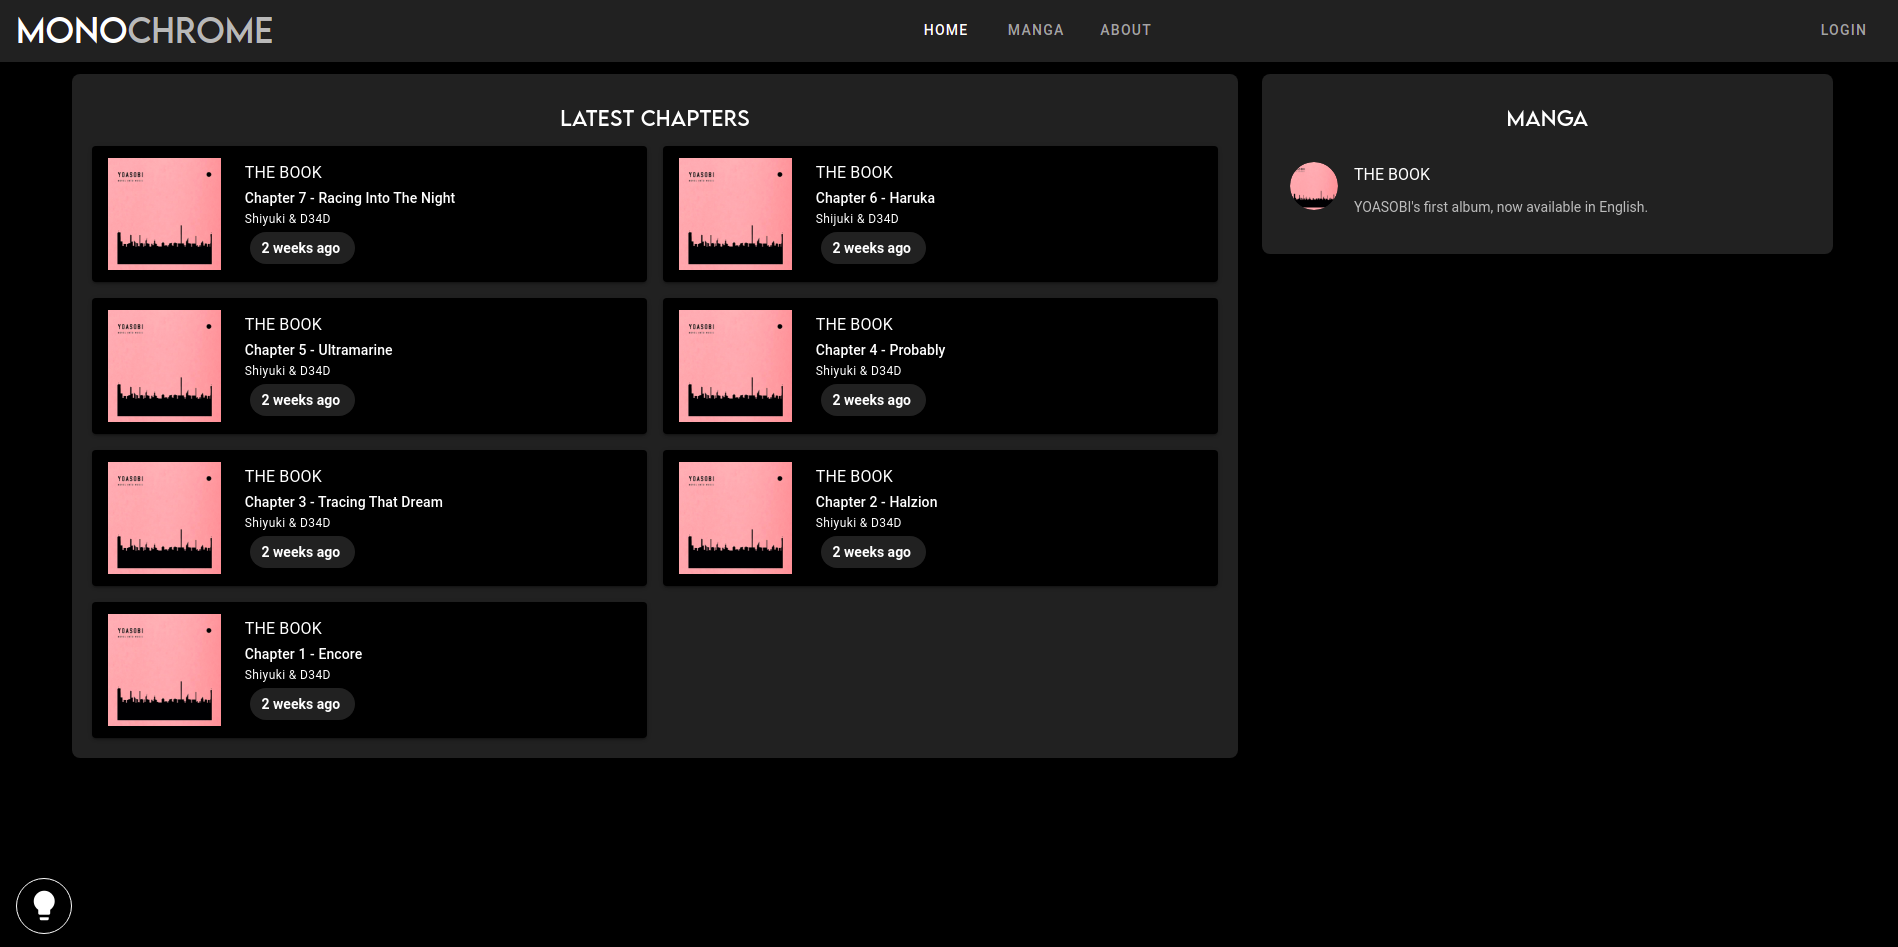 MONOCHROME
HOME
MANGA
ABOUT
LOGIN
LATEST CHAPTERS
YOASOBI
THE BOOK
Chapter 7 - Racing Into The Night
Shiyuki & D34D
2 weeks ago
YOASOBI
THE BOOK
Chapter 6 - Haruka
Shijuki & D34D
2 weeks ago
YOASOBI
THE BOOK
Chapter 5 - Ultramarine
Shiyuki & D34D
2 weeks ago
YOASOBI
THE BOOK
Chapter 4 - Probably
Shiyuki & D34D
2 weeks ago
YOASOBI
THE BOOK
Chapter 3 - Tracing That Dream
Shiyuki & D34D
2 weeks ago
YOASOBI
THE BOOK
Chapter 2 - Halzion
Shiyuki & D34D
2 weeks ago
YOASOBI
THE BOOK
Chapter 1 - Encore
Shiyuki & D34D
2 weeks ago
MANGA
THE BOOK
YOASOBI's first album, now available in English.